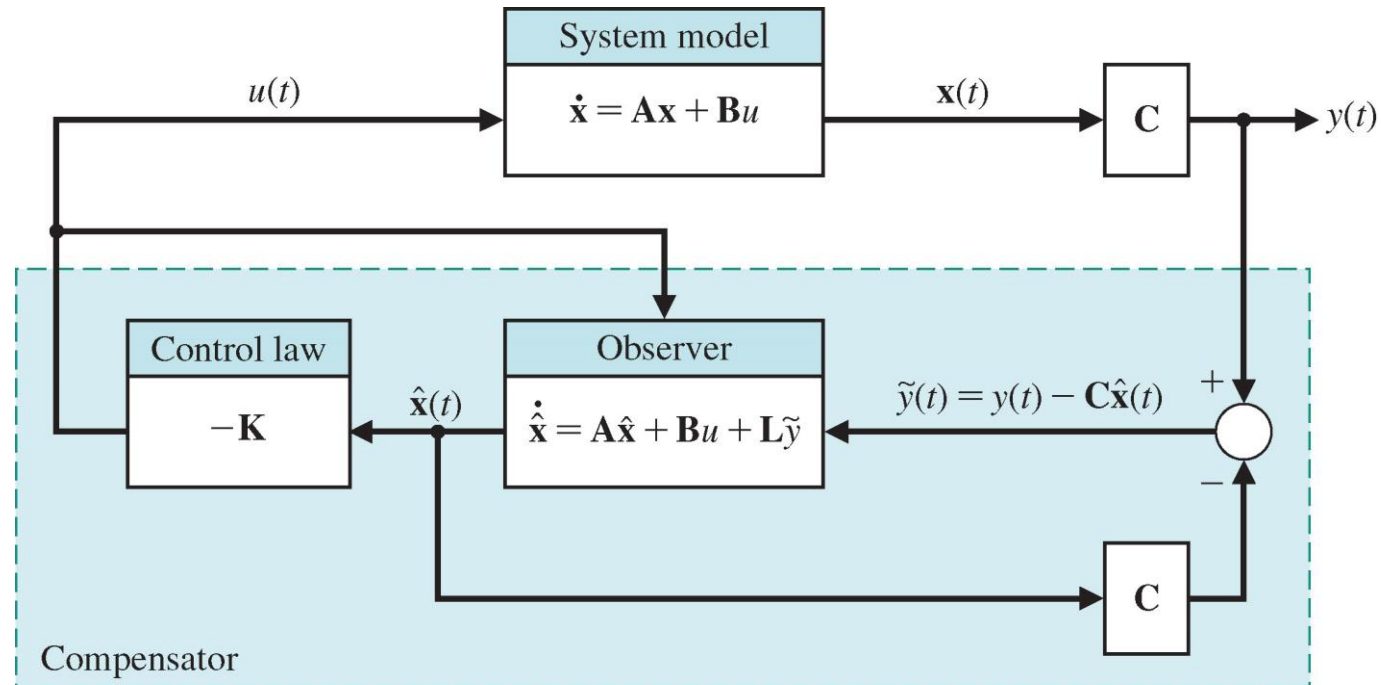 System model
u(t)
ẋ = Ax + Bu
x(t)
C
y(t)
Control law
−K
x̂(t)
Observer
x̂̇ = Ax̂ + Bu + Lỹ
ỹ(t) = y(t) − Cx̂(t)
+
−
C
Compensator